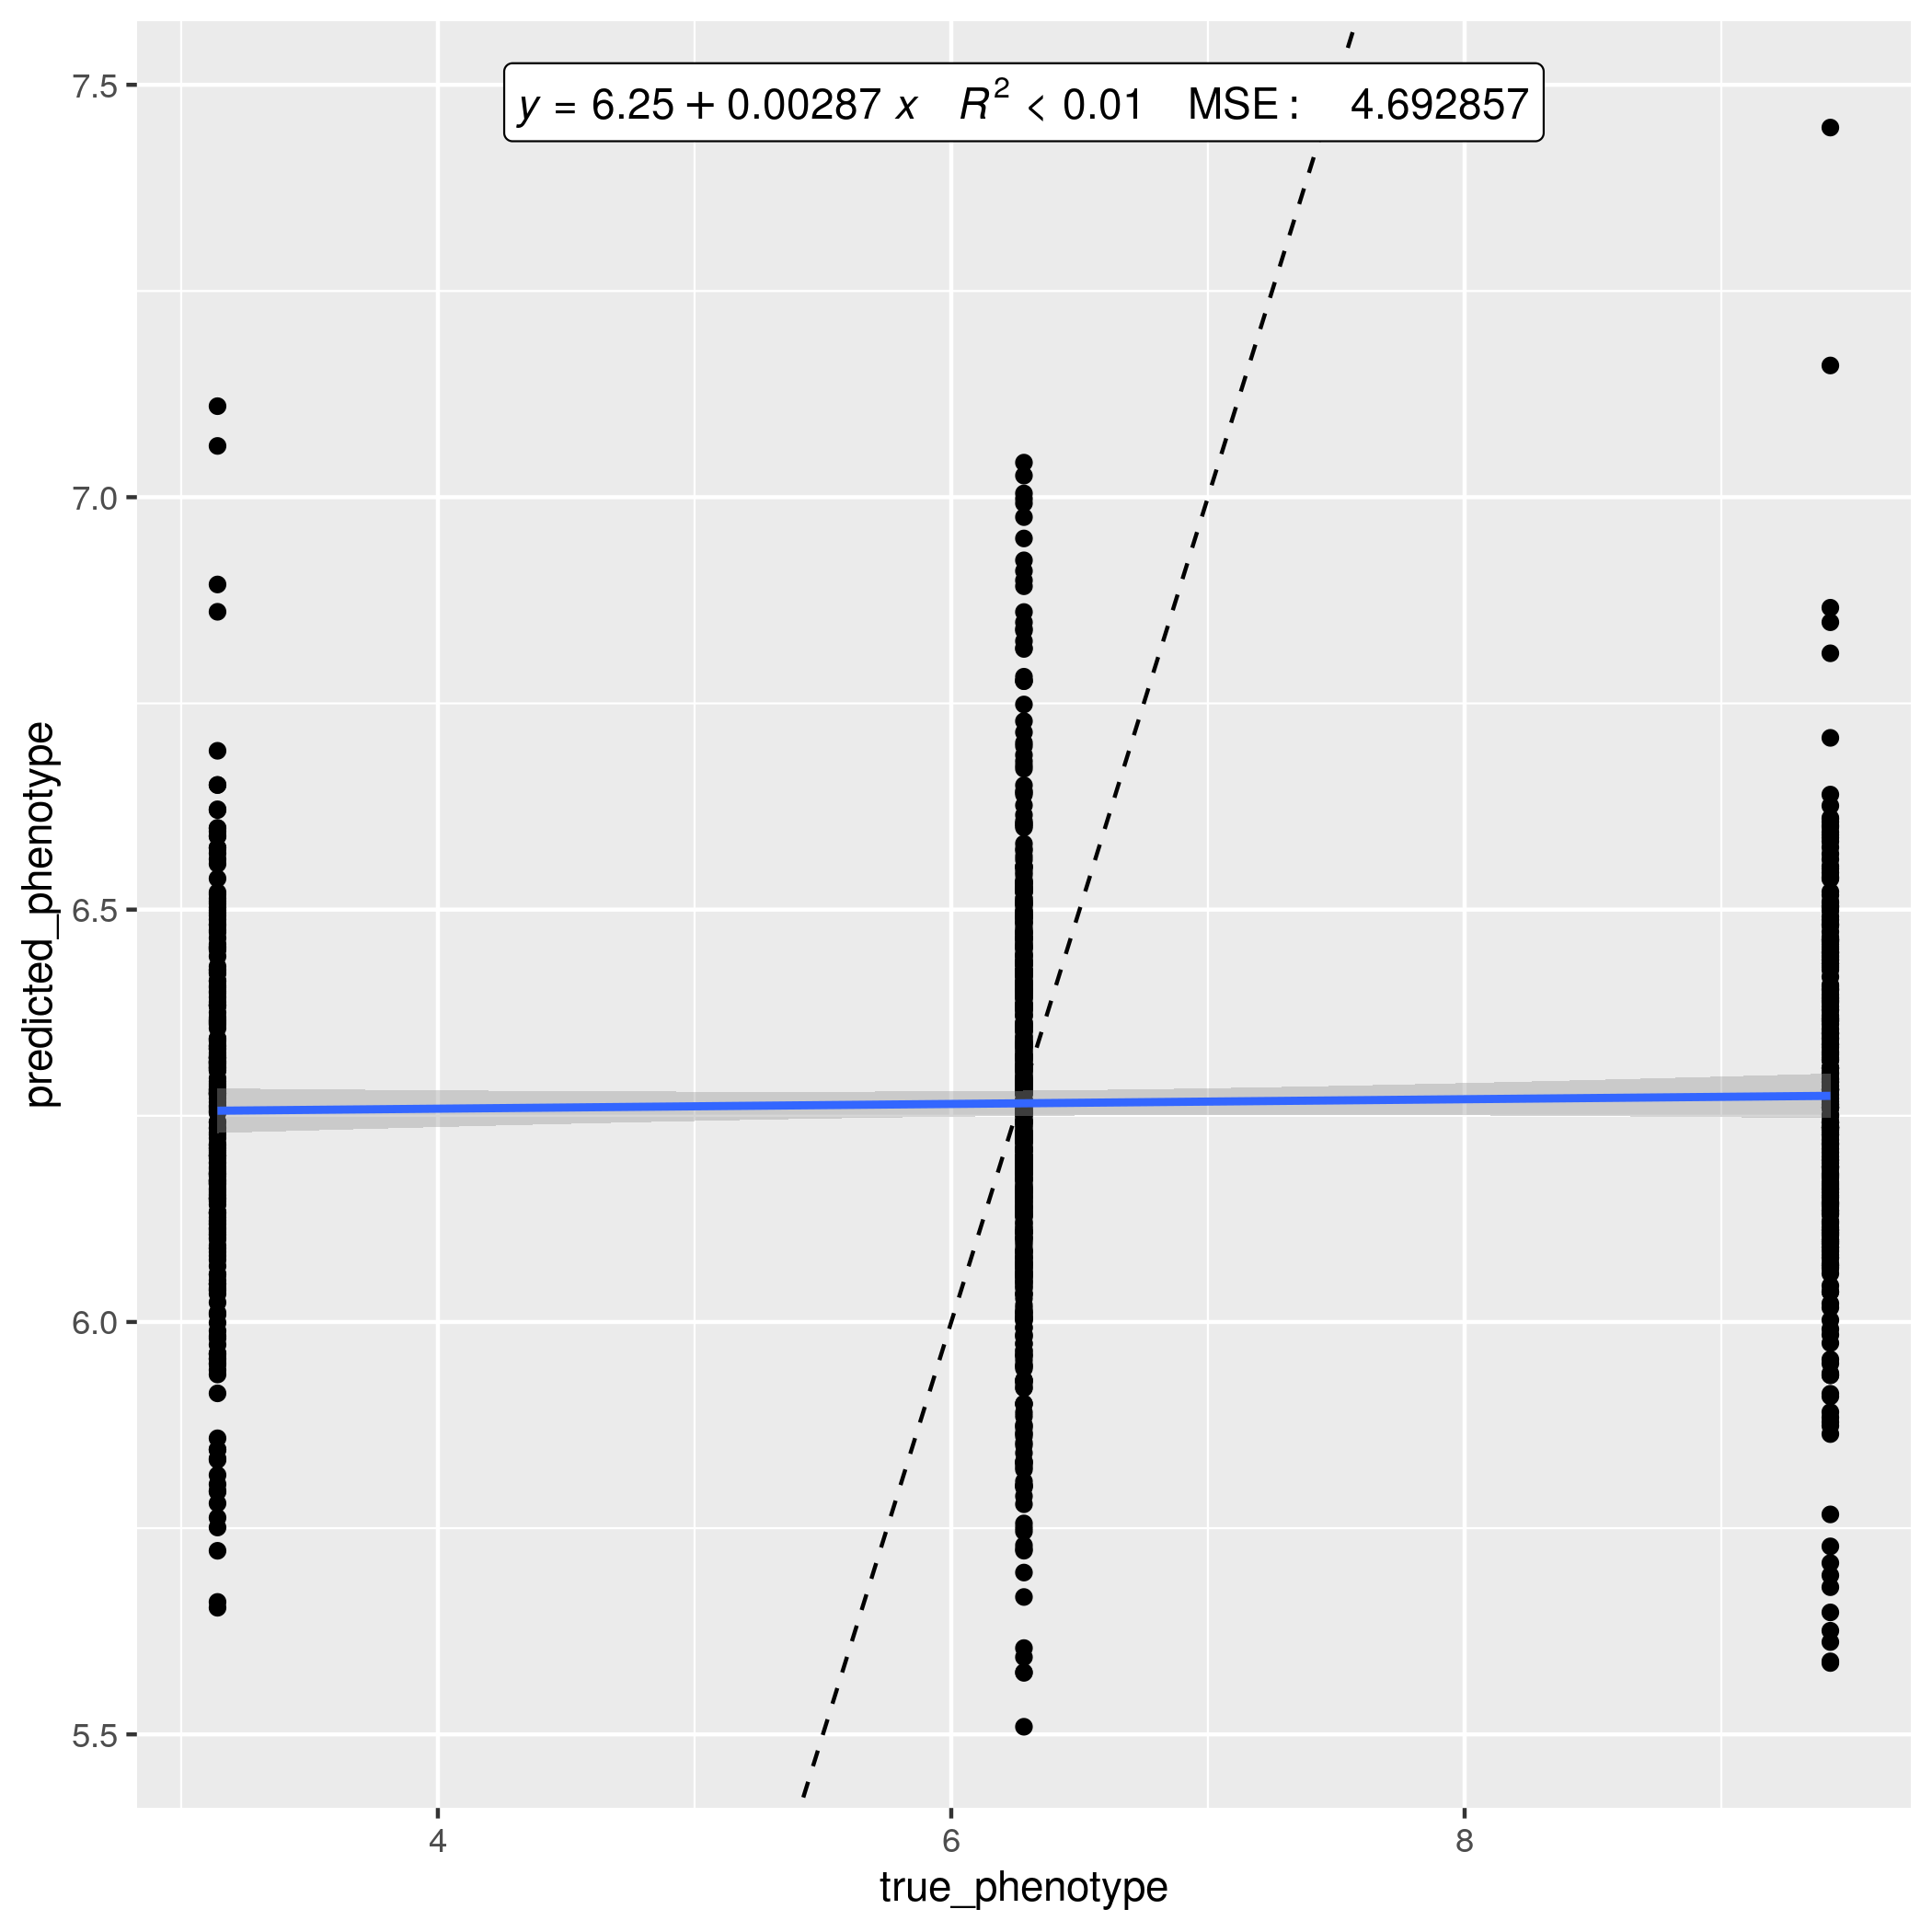 y = 6.25 + 0.00287 x R² < 0.01 MSE : 4.692857
7.5
7.0
6.5
6.0
5.5
predicted_phenotype
4 6 8
true_phenotype